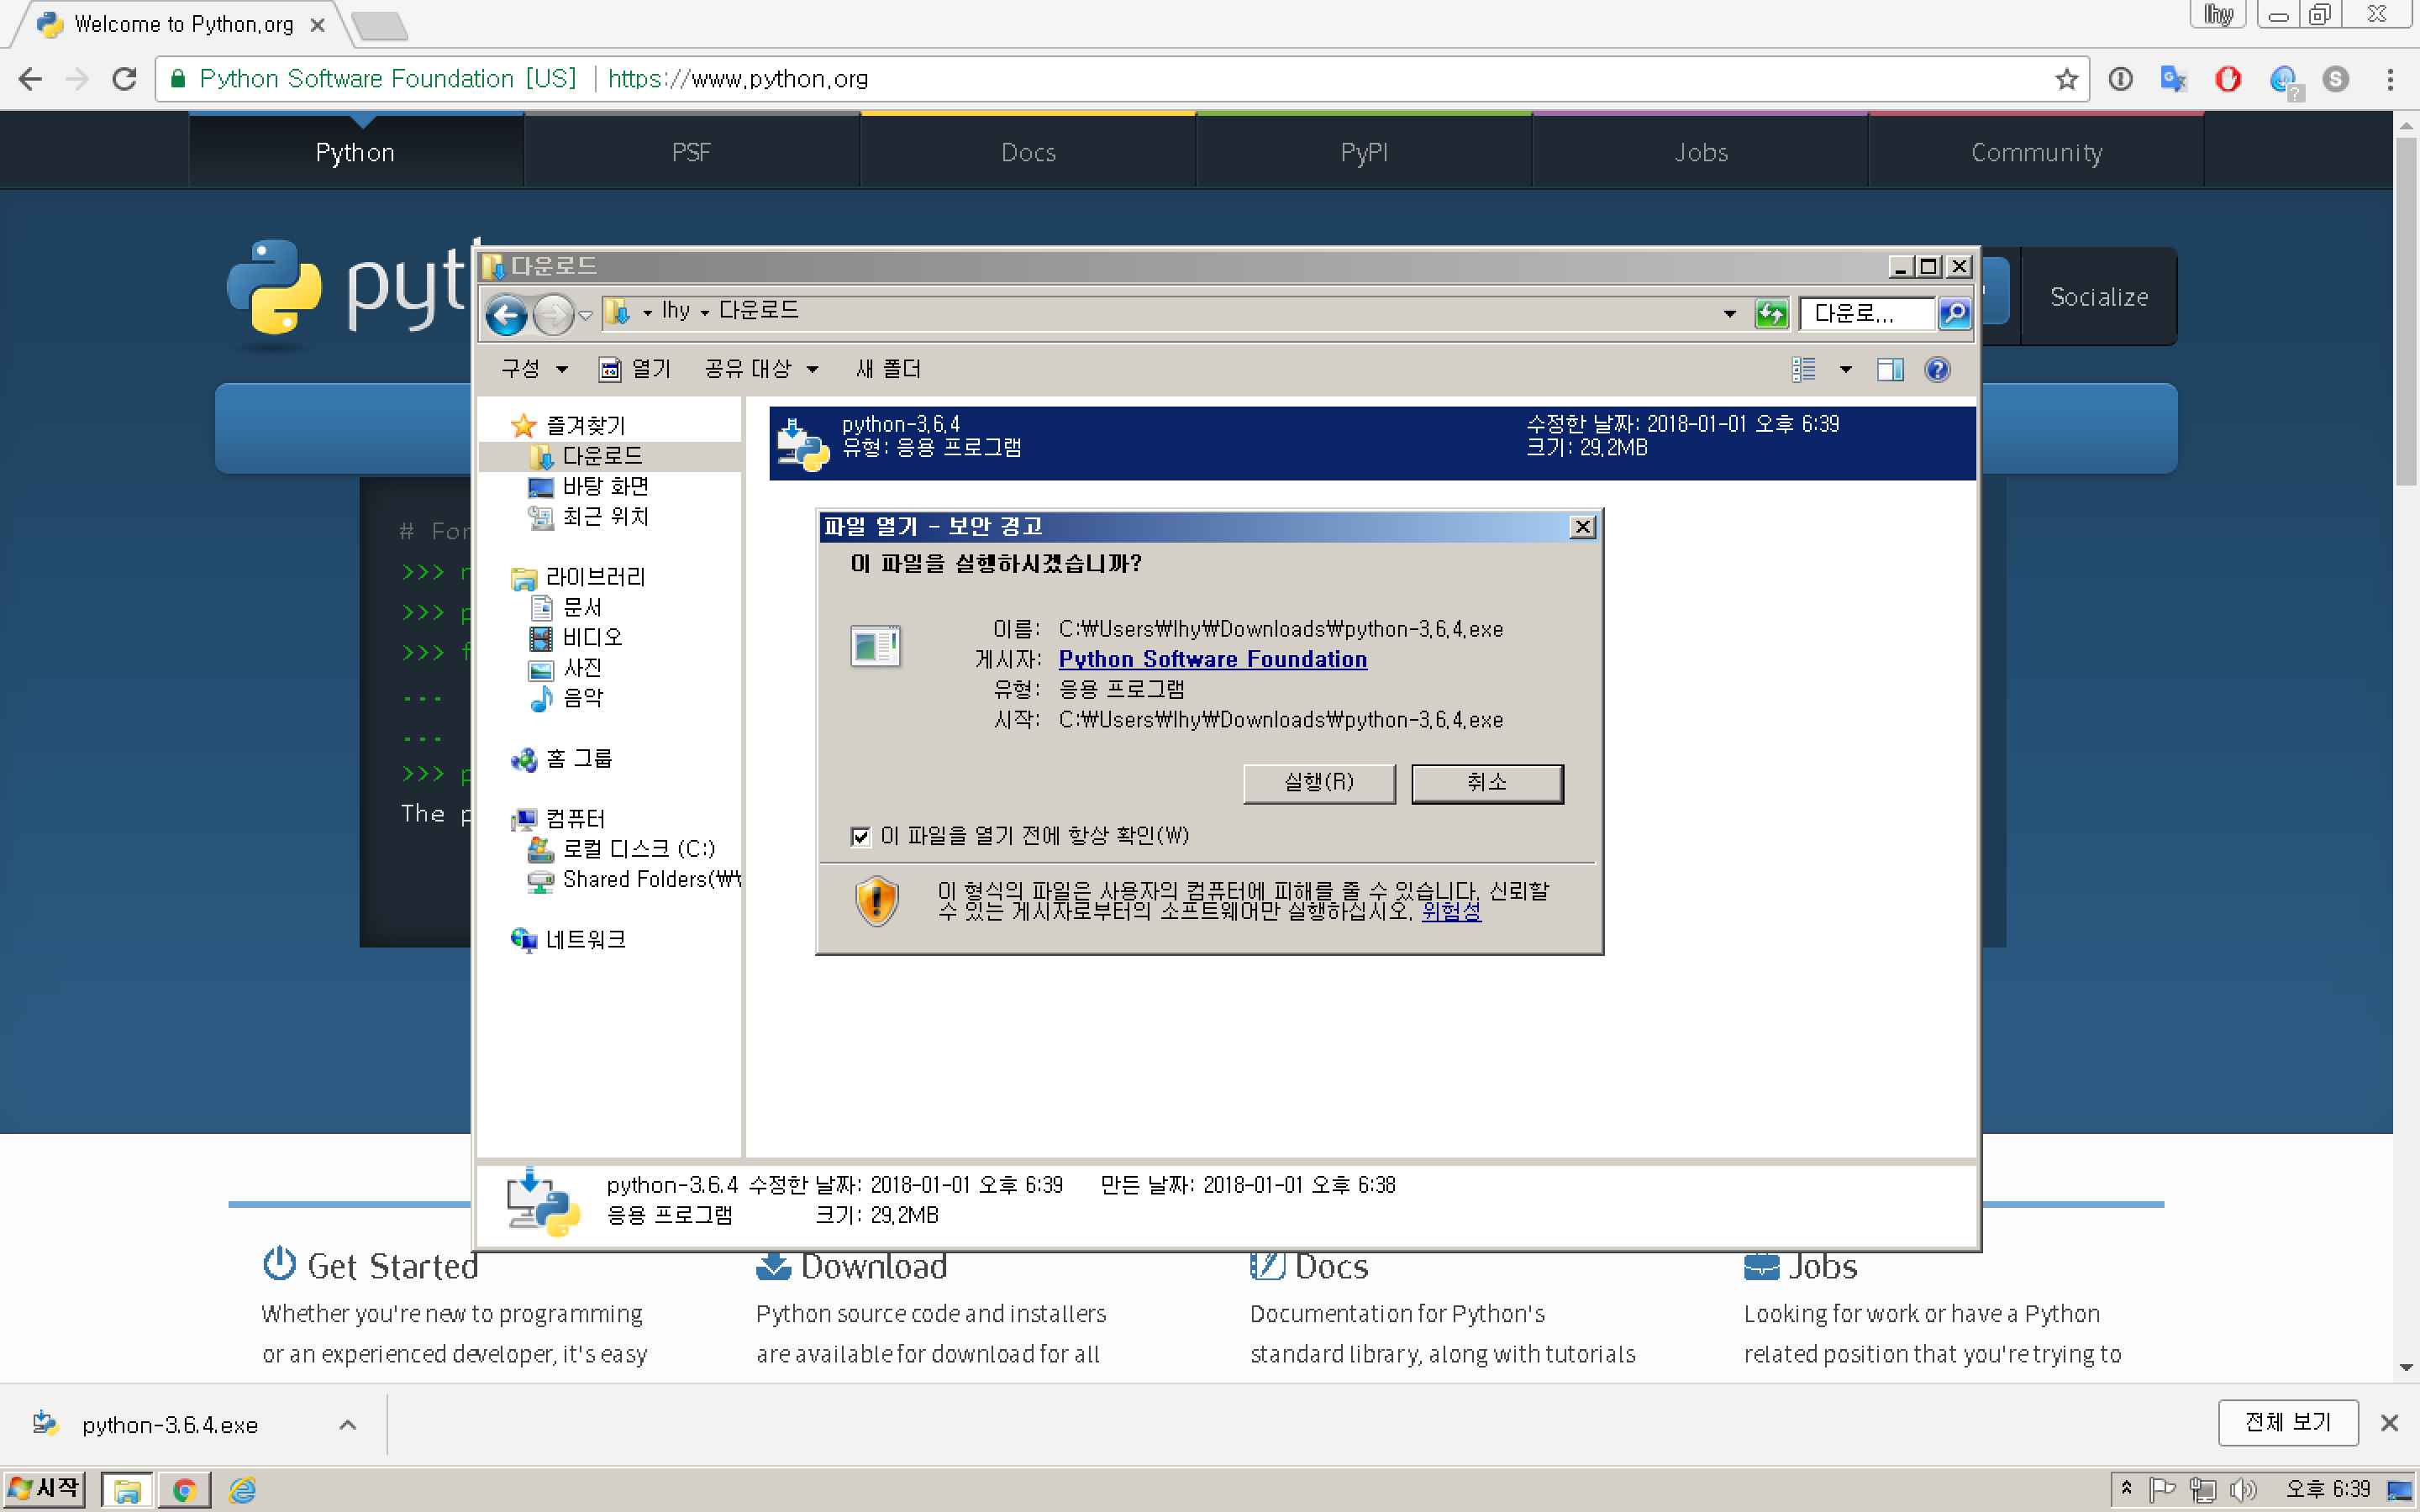 Welcome to Python.org
lhy
Python Software Foundation [US]
https://www.python.org
Python
PSF
Docs
PyPI
Jobs
Community
Socialize
다운로드
lhy
다운로드
다운로...
구성
열기
공유 대상
새 폴더
즐겨찾기
다운로드
바탕 화면
최근 위치
라이브러리
문서
비디오
사진
음악
홈 그룹
컴퓨터
로컬 디스크 (C:)
Shared Folders(₩
네트워크
python-3.6.4
유형: 응용 프로그램
수정한 날짜: 2018-01-01 오후 6:39
크기: 29.2MB
파일 열기 - 보안 경고
이 파일을 실행하시겠습니까?
이름: C:₩Users₩lhy₩Downloads₩python-3.6.4.exe
게시자: Python Software Foundation
유형: 응용 프로그램
시작: C:₩Users₩lhy₩Downloads₩python-3.6.4.exe
실행(R)
취소
이 파일을 열기 전에 항상 확인(W)
이 형식의 파일은 사용자의 컴퓨터에 피해를 줄 수 있습니다. 신뢰할
수 있는 게시자로부터의 소프트웨어만 실행하십시오. 위험성
>>>
>>>
>>>
...
...
>>>
The
python-3.6.4 수정한 날짜: 2018-01-01 오후 6:39 만든 날짜: 2018-01-01 오후 6:38
응용 프로그램 크기: 29.2MB
Get Started
Whether you're new to programming
or an experienced developer, it's easy
Download
Python source code and installers
are available for download for all
Docs
Documentation for Python's
standard library, along with tutorials
Jobs
Looking for work or have a Python
related position that you're trying to
python-3.6.4.exe
전체 보기
시작
오후 6:39